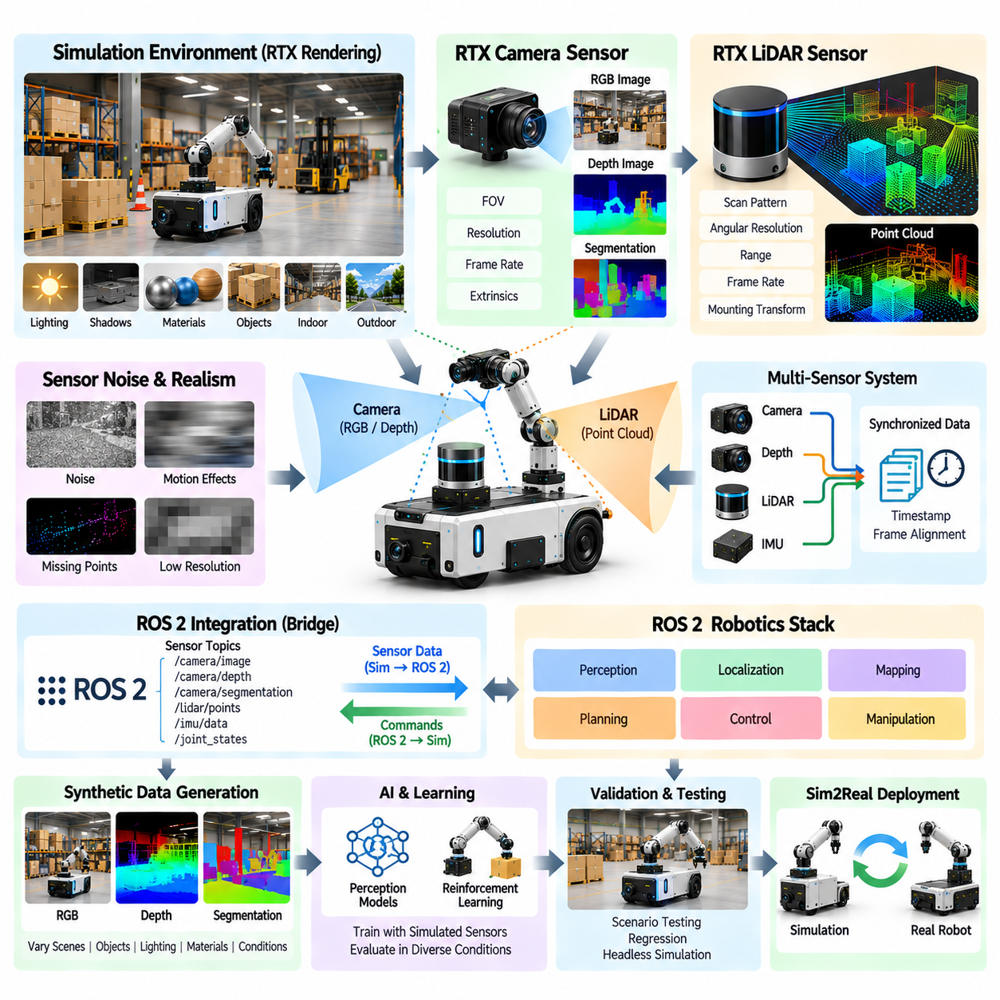 Simulation Environment (RTX Rendering)
Lighting
Shadows
Materials
Objects
Indoor
Outdoor
RTX Camera Sensor
RGB Image
Depth Image
Segmentation
FOV
Resolution
Frame Rate
Extrinsics
RTX LiDAR Sensor
Scan Pattern
Angular Resolution
Range
Frame Rate
Mounting Transform
Point Cloud
Sensor Noise & Realism
Noise
Motion Effects
Missing Points
Low Resolution
Camera
(RGB / Depth)
LiDAR
(Point Cloud)
Multi-Sensor System
Camera
Depth
LiDAR
IMU
Synchronized Data
Timestamp
Frame Alignment
ROS 2 Integration (Bridge)
ROS 2
Sensor Topics
/camera/image
/camera/depth
/camera/segmentation
/lidar/points
/imu/data
/joint_states
Sensor Data
(Sim → ROS 2)
Commands
(ROS 2 → Sim)
ROS 2 Robotics Stack
Perception
Localization
Mapping
Planning
Control
Manipulation
Synthetic Data Generation
RGB
Depth
Segmentation
Vary Scenes | Objects | Lighting | Materials | Conditions
AI & Learning
Perception
Models
Reinforcement
Learning
Train with Simulated Sensors
Evaluate in Diverse Conditions
Validation & Testing
Scenario Testing
Regression
Headless Simulation
Sim2Real Deployment
Simulation
Real Robot